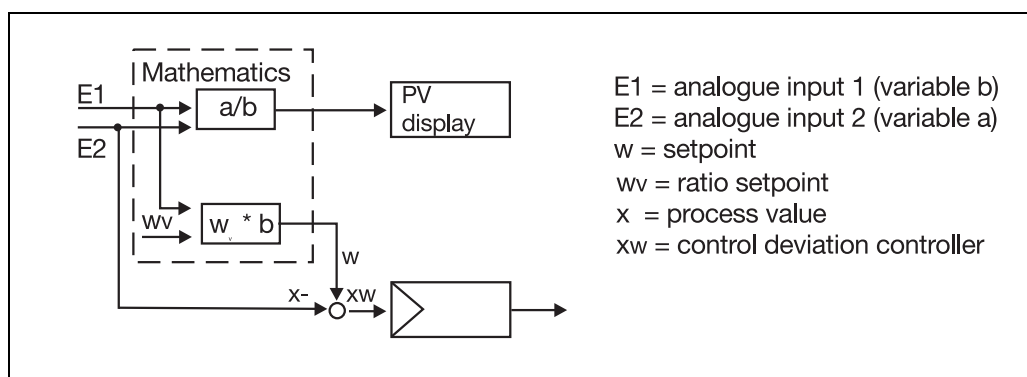 Mathematics
E1
a/b
PV
display
E2
wv
wv * b
w
x-
xw
E1 = analogue input 1 (variable b)
E2 = analogue input 2 (variable a)
w = setpoint
wv = ratio setpoint
x = process value
xw = control deviation controller